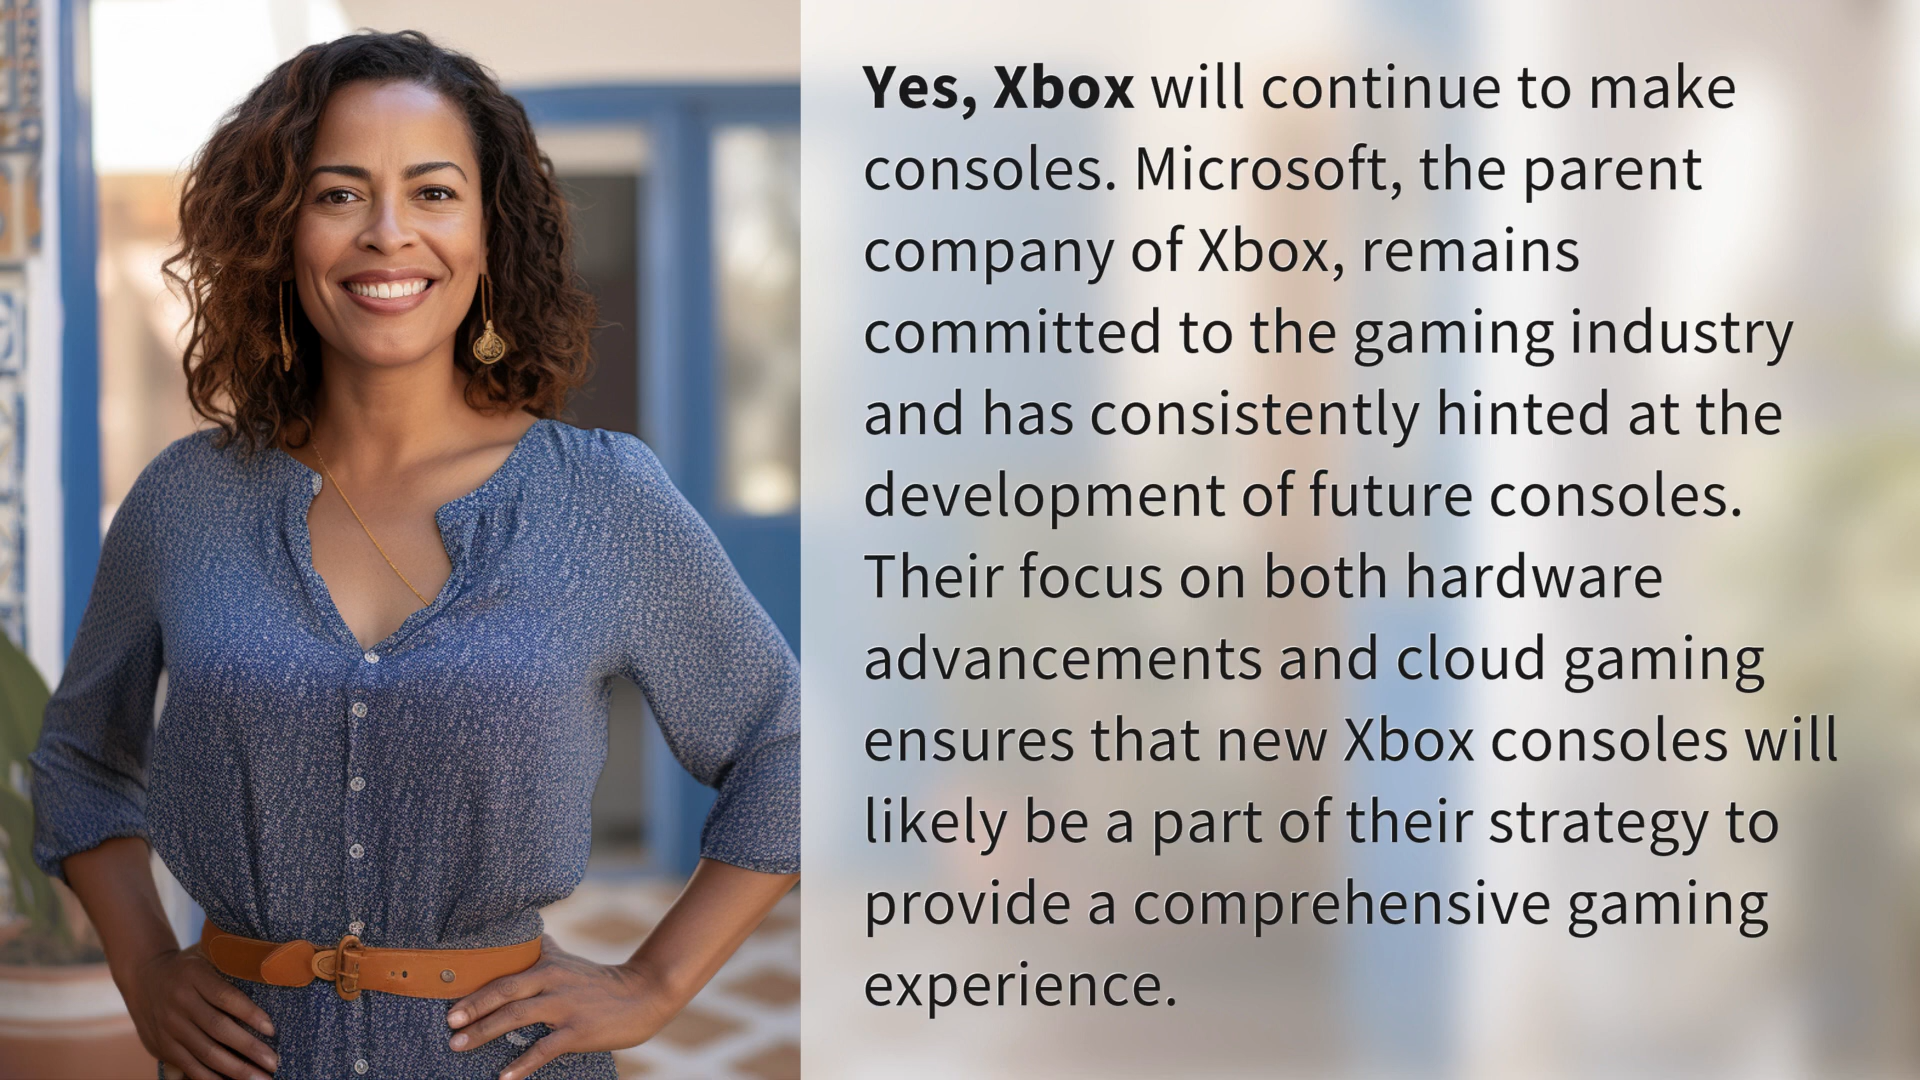 Yes, Xbox will continue to make
consoles. Microsoft, the parent
company of Xbox, remains
committed to the gaming industry
and has consistently hinted at the
development of future consoles.
Their focus on both hardware
advancements and cloud gaming
ensures that new Xbox consoles will
likely be a part of their strategy to
provide a comprehensive gaming
experience.